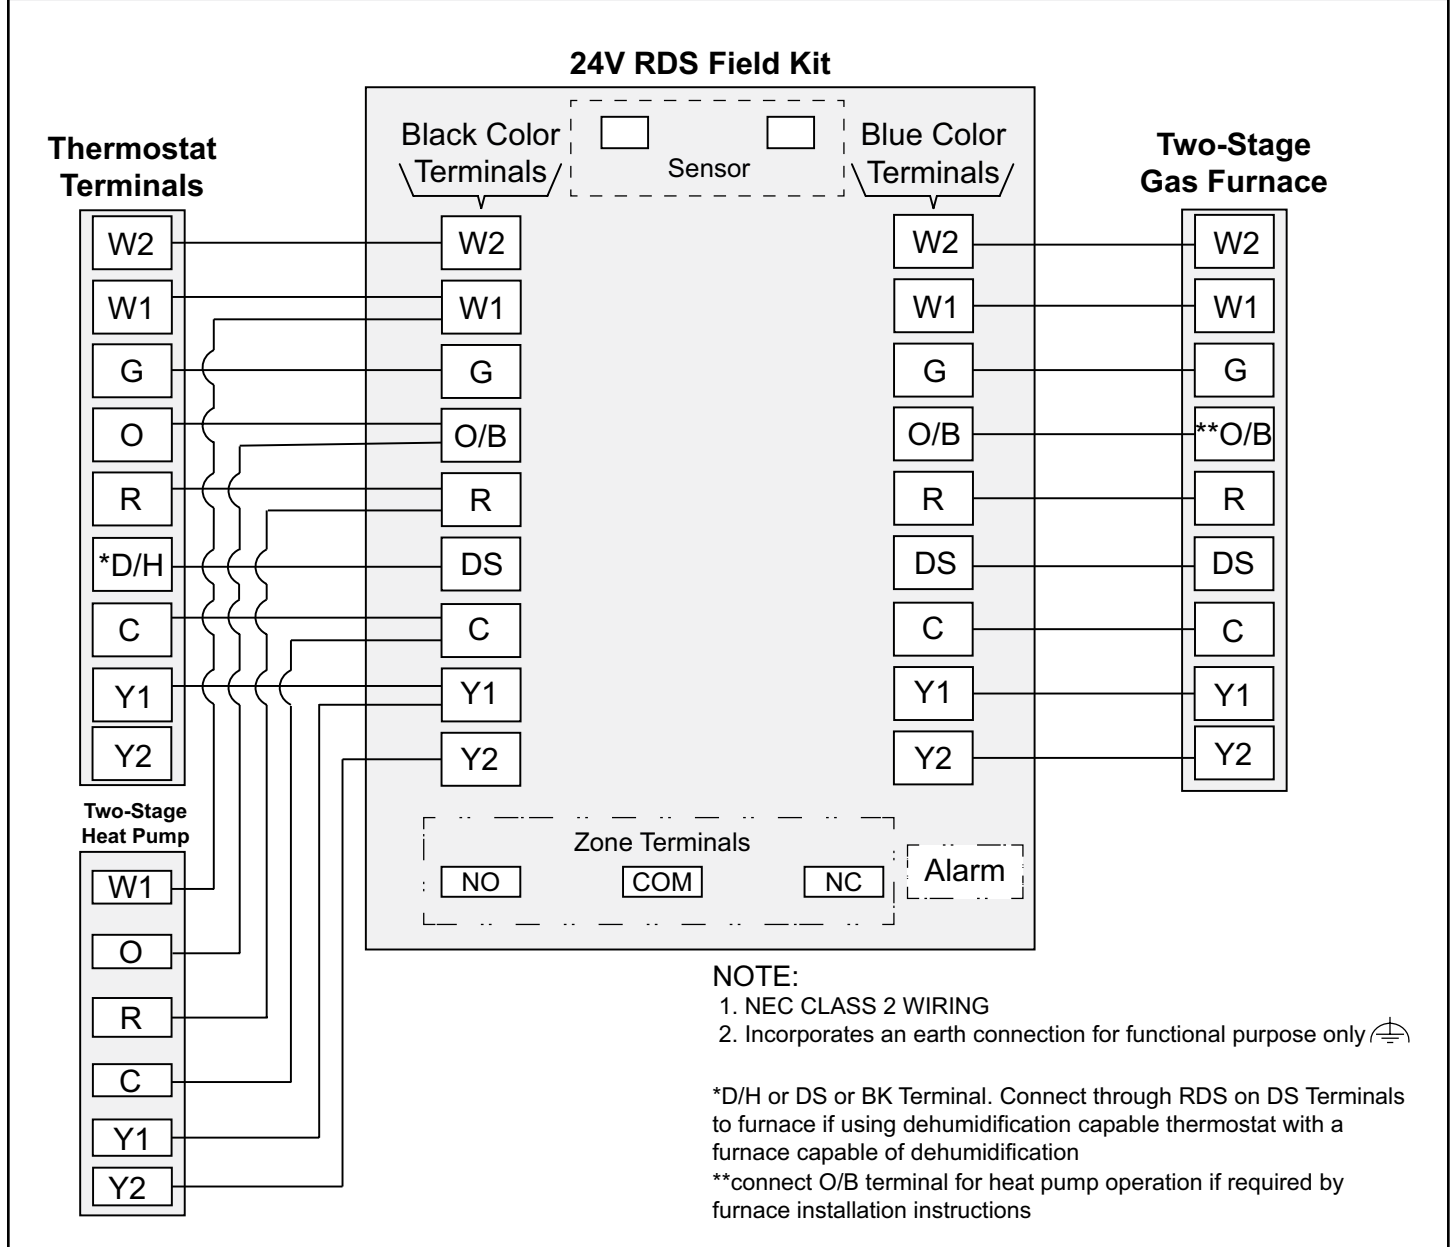 24V RDS Field Kit
Thermostat
Terminals
Black Color
Terminals
Sensor
Blue Color
Terminals
Two-Stage
Gas Furnace
W2 W2 W2 W2
W1 W1 W1 W1
G G G G
O O/B O/B **O/B
R R R R
*D/H DS DS DS
C C C C
Y1 Y1 Y1 Y1
Y2 Y2 Y2 Y2
Two-Stage
Heat Pump
W1
O
R
C
Y1
Y2
Zone Terminals
NO COM NC
Alarm
NOTE:
1. NEC CLASS 2 WIRING
2. Incorporates an earth connection for functional purpose only
*D/H or DS or BK Terminal. Connect through RDS on DS Terminals
to furnace if using dehumidification capable thermostat with a
furnace capable of dehumidification
**connect O/B terminal for heat pump operation if required by
furnace installation instructions